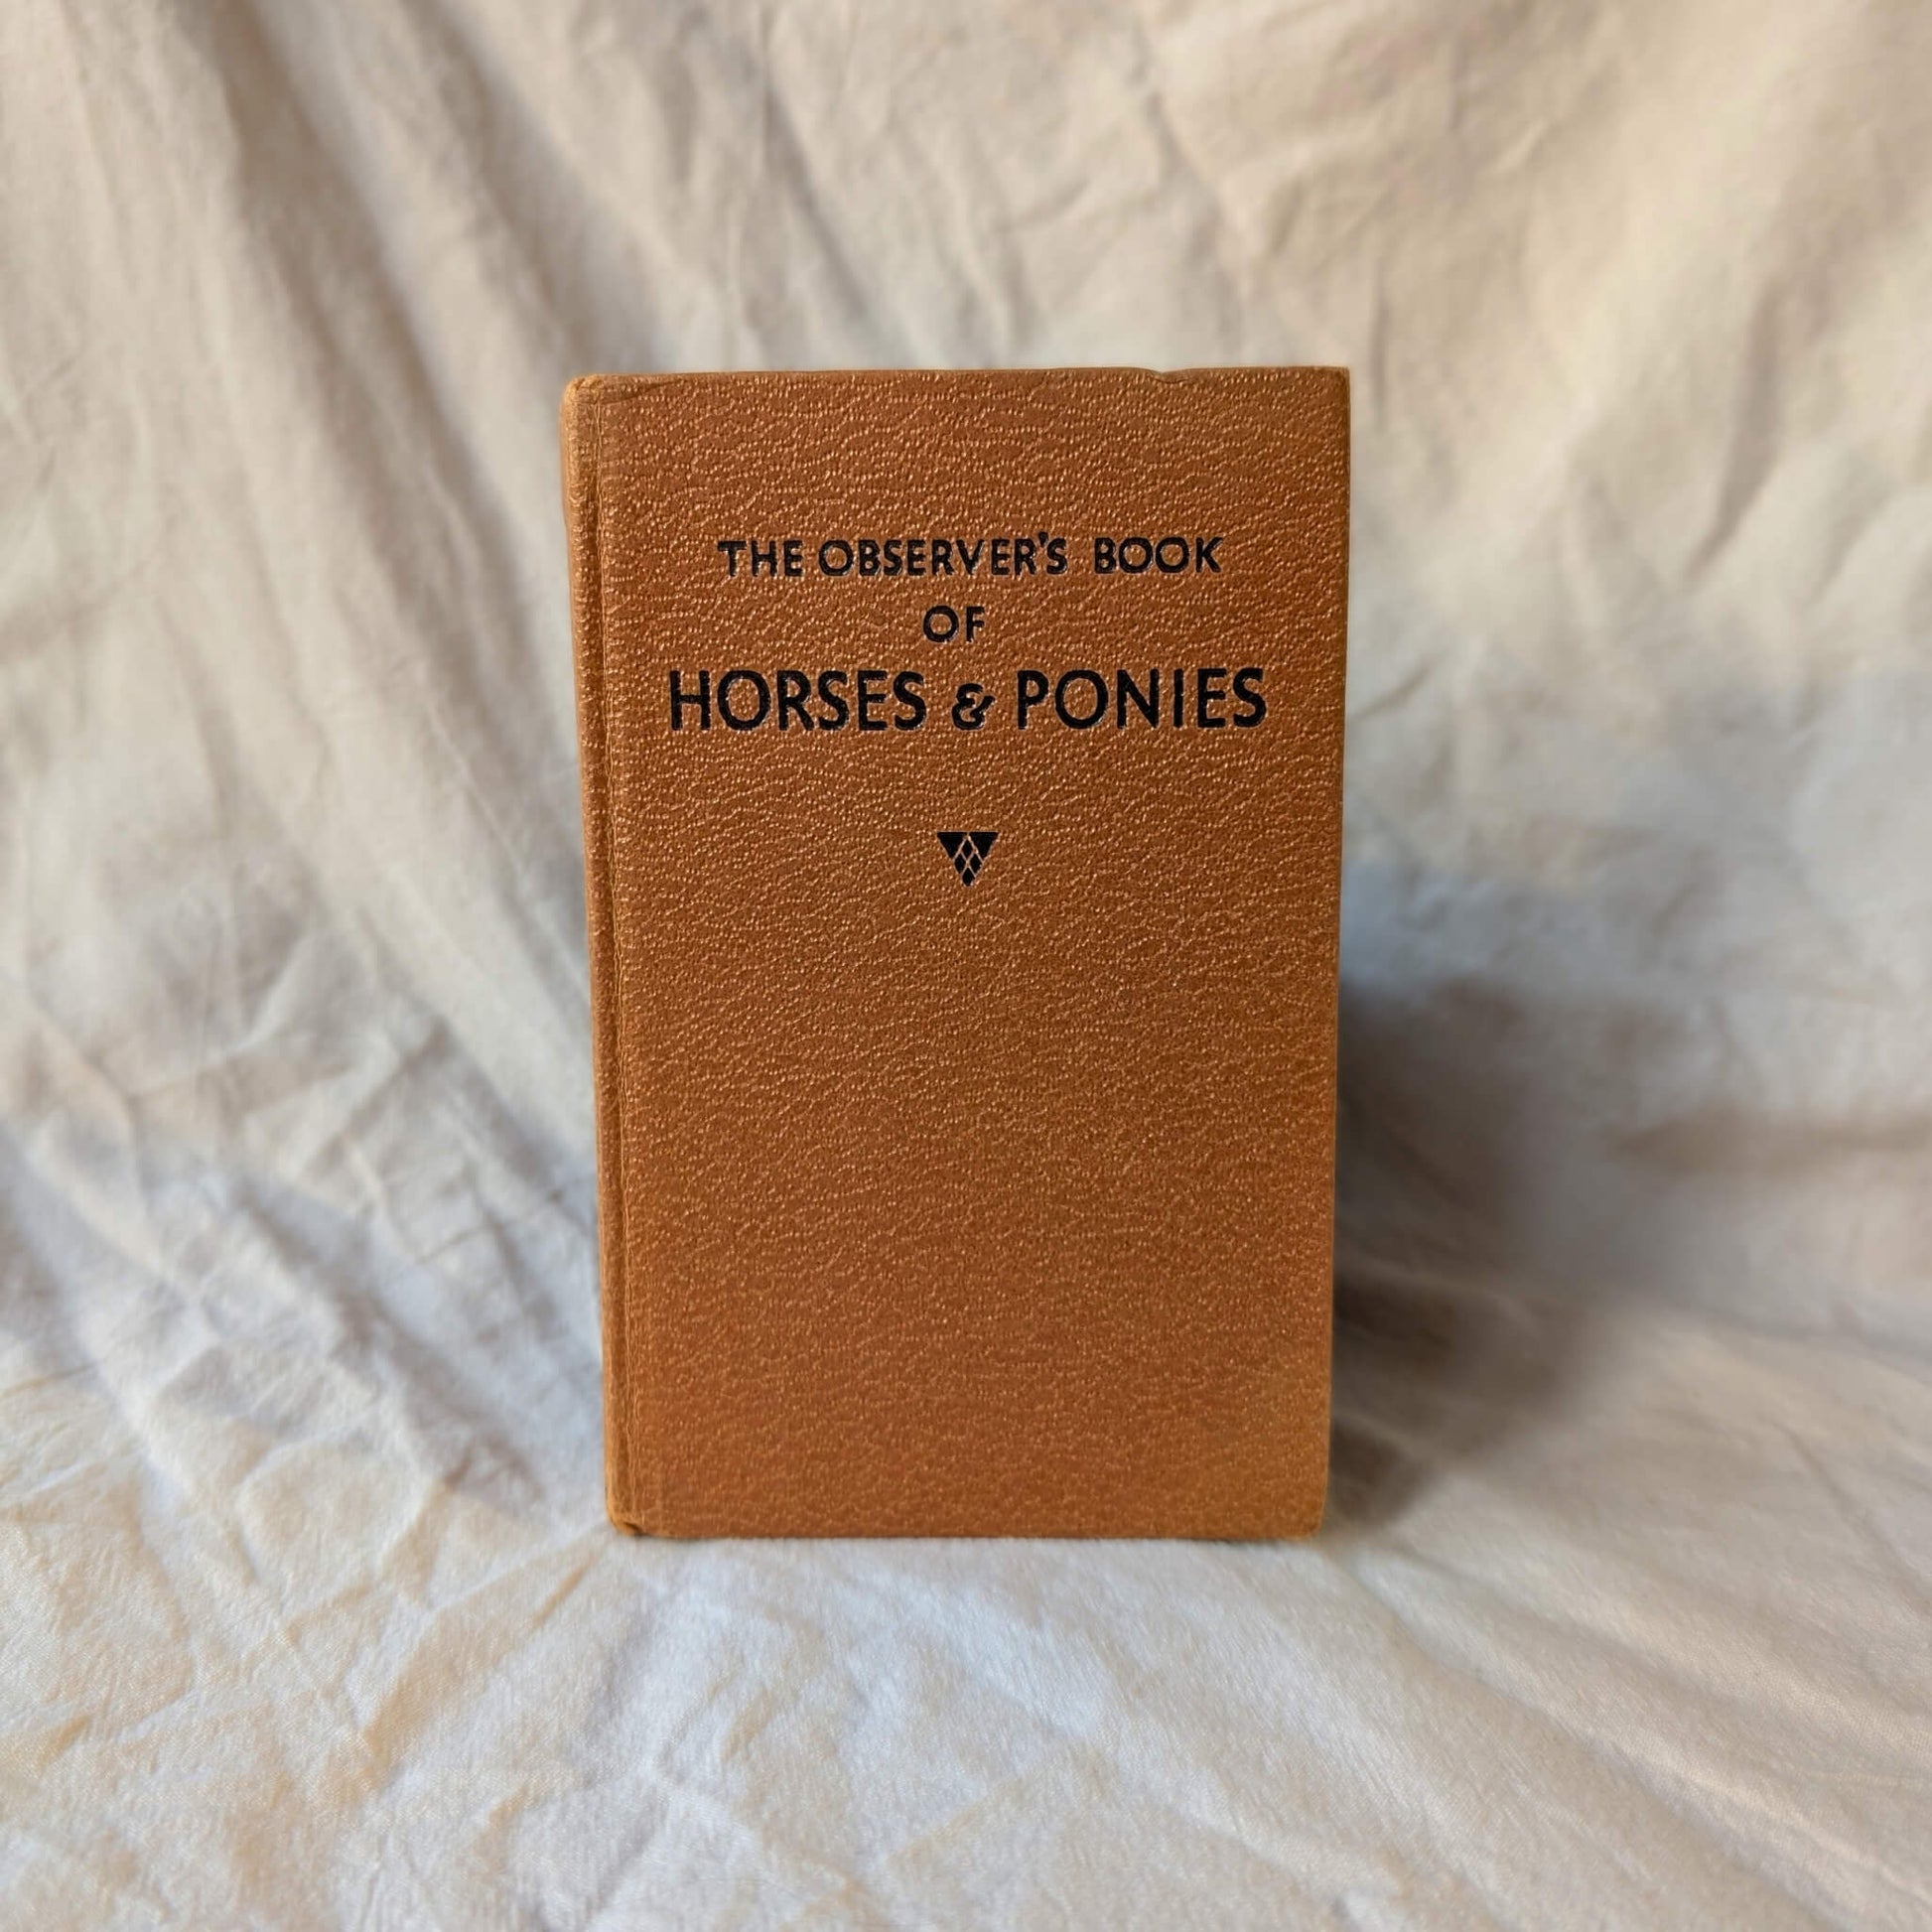 THE OBSERVER'S BOOK
OF
HORSES & PONIES